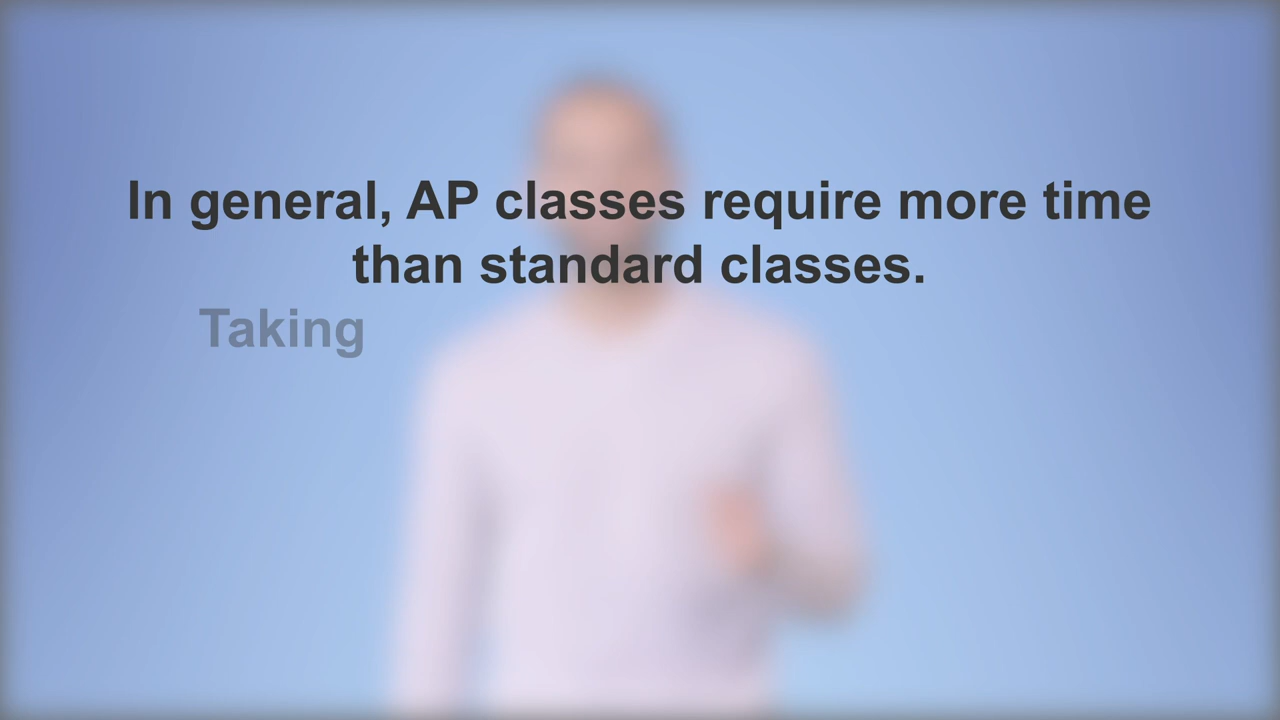 In general, AP classes require more time
than standard classes.
Taking